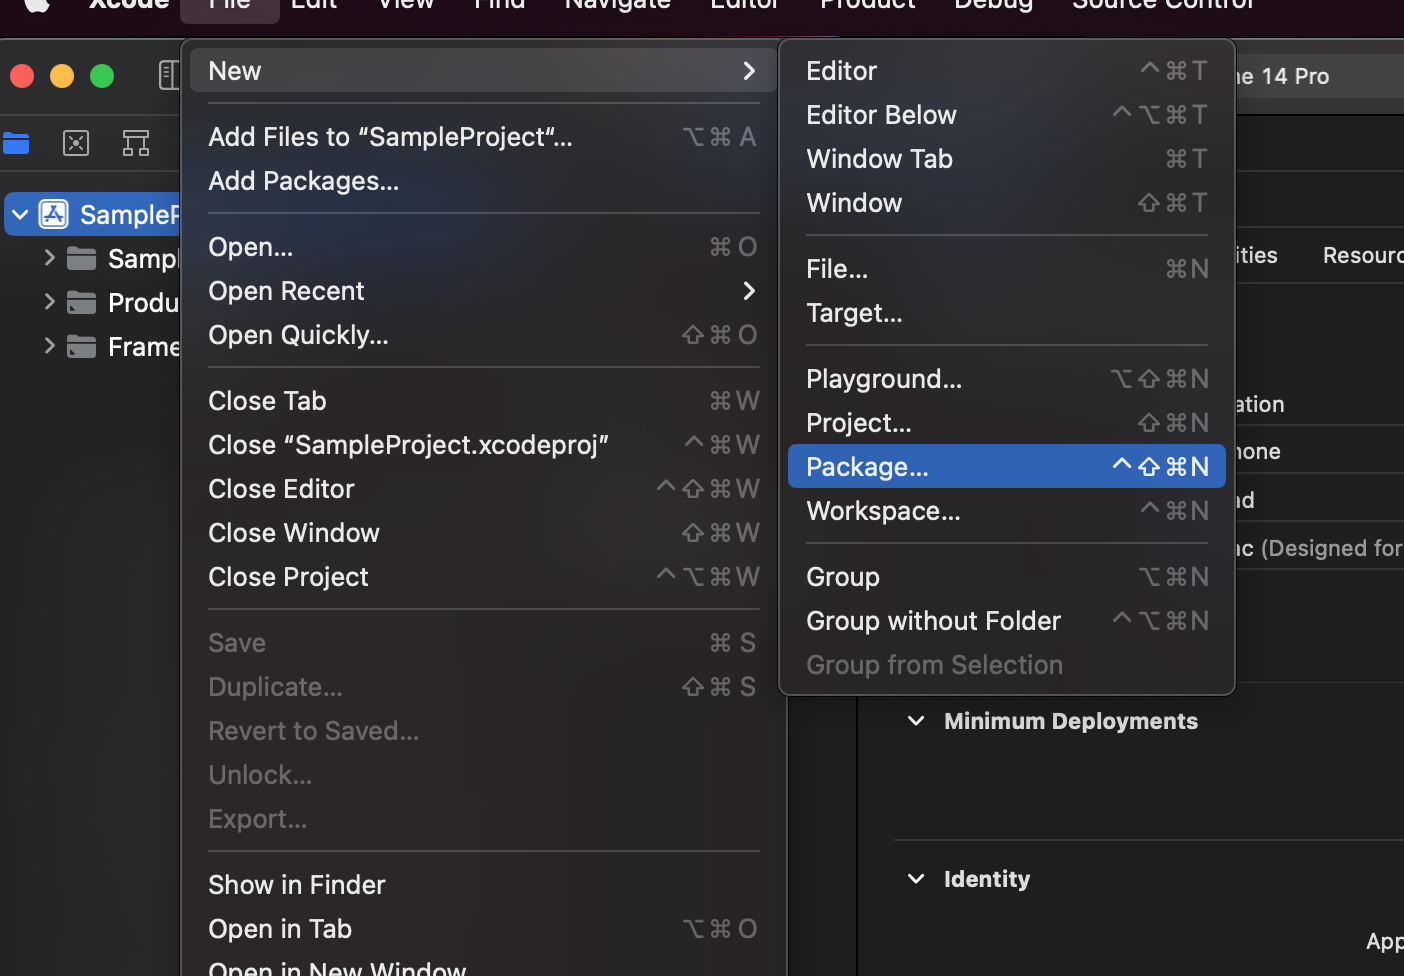 Xcode File Edit View Find Navigate Editor Product Debug Source Control
New
Add Files to “SampleProject“... ⌥⌘ A
Add Packages...
Open... ⌘ O
Open Recent
Open Quickly... ⇧⌘ O
Close Tab ⌘W
Close “SampleProject.xcodeproj” ^⌘W
Close Editor ^⇧⌘W
Close Window ⇧⌘W
Close Project ^⌥⌘W
Save ⌘ S
Duplicate... ⇧⌘ S
Revert to Saved...
Unlock...
Export...
Show in Finder
Open in Tab ⌥⌘ O
Open in New Window
Editor ^⌘T
Editor Below ^⌥⌘T
Window Tab ⌘T
Window ⇧⌘T
File... ⌘N
Target...
Playground... ⌥⇧⌘N
Project... ⇧⌘N
Package... ^⇧⌘N
Workspace... ^⌘N
Group ⌥⌘N
Group without Folder ^⌥⌘N
Group from Selection
SampleP
Sampl
Produ
Frame
ne 14 Pro
ities Resourc
ation
hone
ad
ac (Designed for
Minimum Deployments
Identity
App